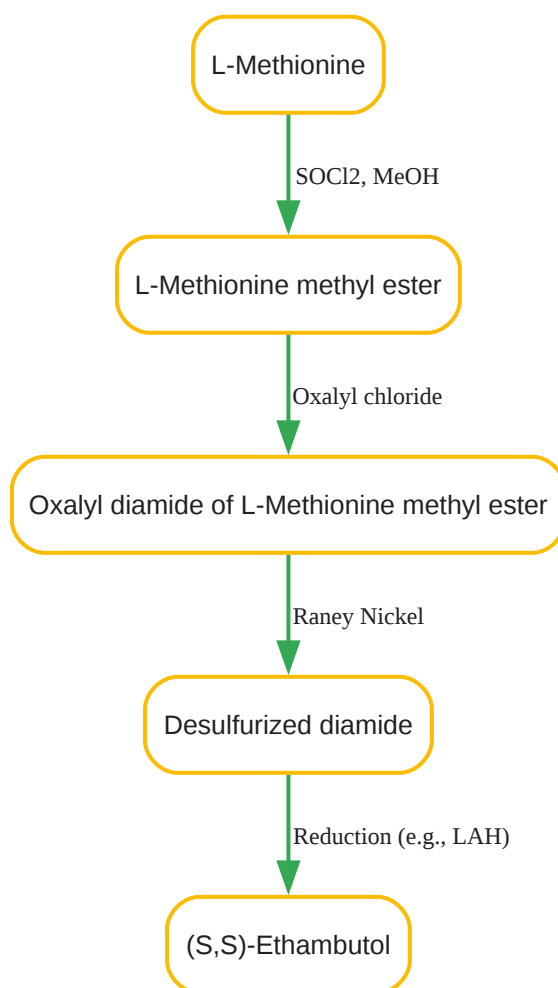 L-Methionine
SOCl2, MeOH
L-Methionine methyl ester
Oxalyl chloride
Oxalyl diamide of L-Methionine methyl ester
Raney Nickel
Desulfurized diamide
Reduction (e.g., LAH)
(S,S)-Ethambutol